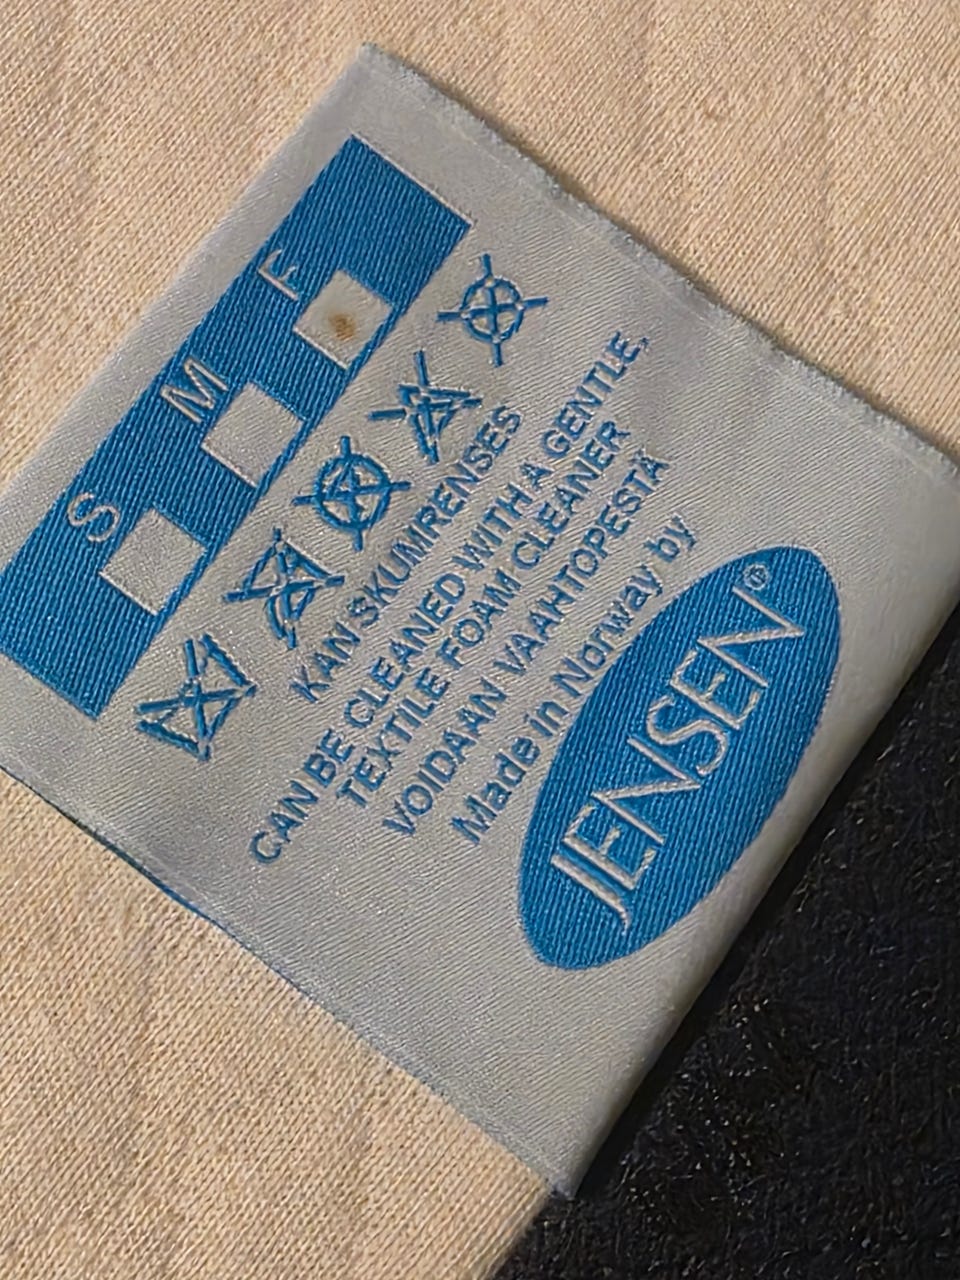 S M F
KAN SKUMRENSES
CAN BE CLEANED WITH A GENTLE,
TEXTILE FOAM CLEANER
VOIDAAN VAAHTOPESTÄ
Made in Norway by
JENSEN®